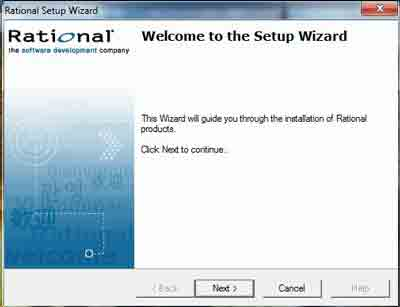 Rational Setup Wizard
Rational
the software development company
Welcome to the Setup Wizard
This Wizard will guide you through the installation of Rational
products.
Click Next to continue...
< Back
Next >
Cancel
Help